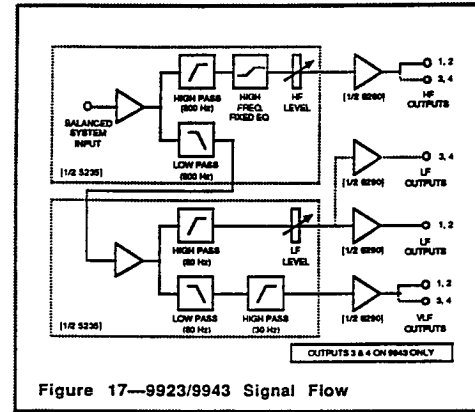 HIGH PASS
(800 Hz)
HIGH
FREQ.
FIXED EQ
HF
LEVEL
BALANCED
SYSTEM
INPUT
LOW PASS
(800 Hz)
[1/2 5235]
[1/2 6290]
1, 2
3, 4
HF
OUTPUTS
[1/2 6290]
3, 4
LF
OUTPUTS
HIGH PASS
(80 Hz)
LF
LEVEL
[1/2 6290]
1, 2
LF
OUTPUTS
LOW PASS
(80 Hz)
HIGH PASS
(30 Hz)
[1/2 5235]
[1/2 6290]
1, 2
3, 4
VLF
OUTPUTS
OUTPUTS 3 & 4 ON 9943 ONLY
Figure 17—9923/9943 Signal Flow